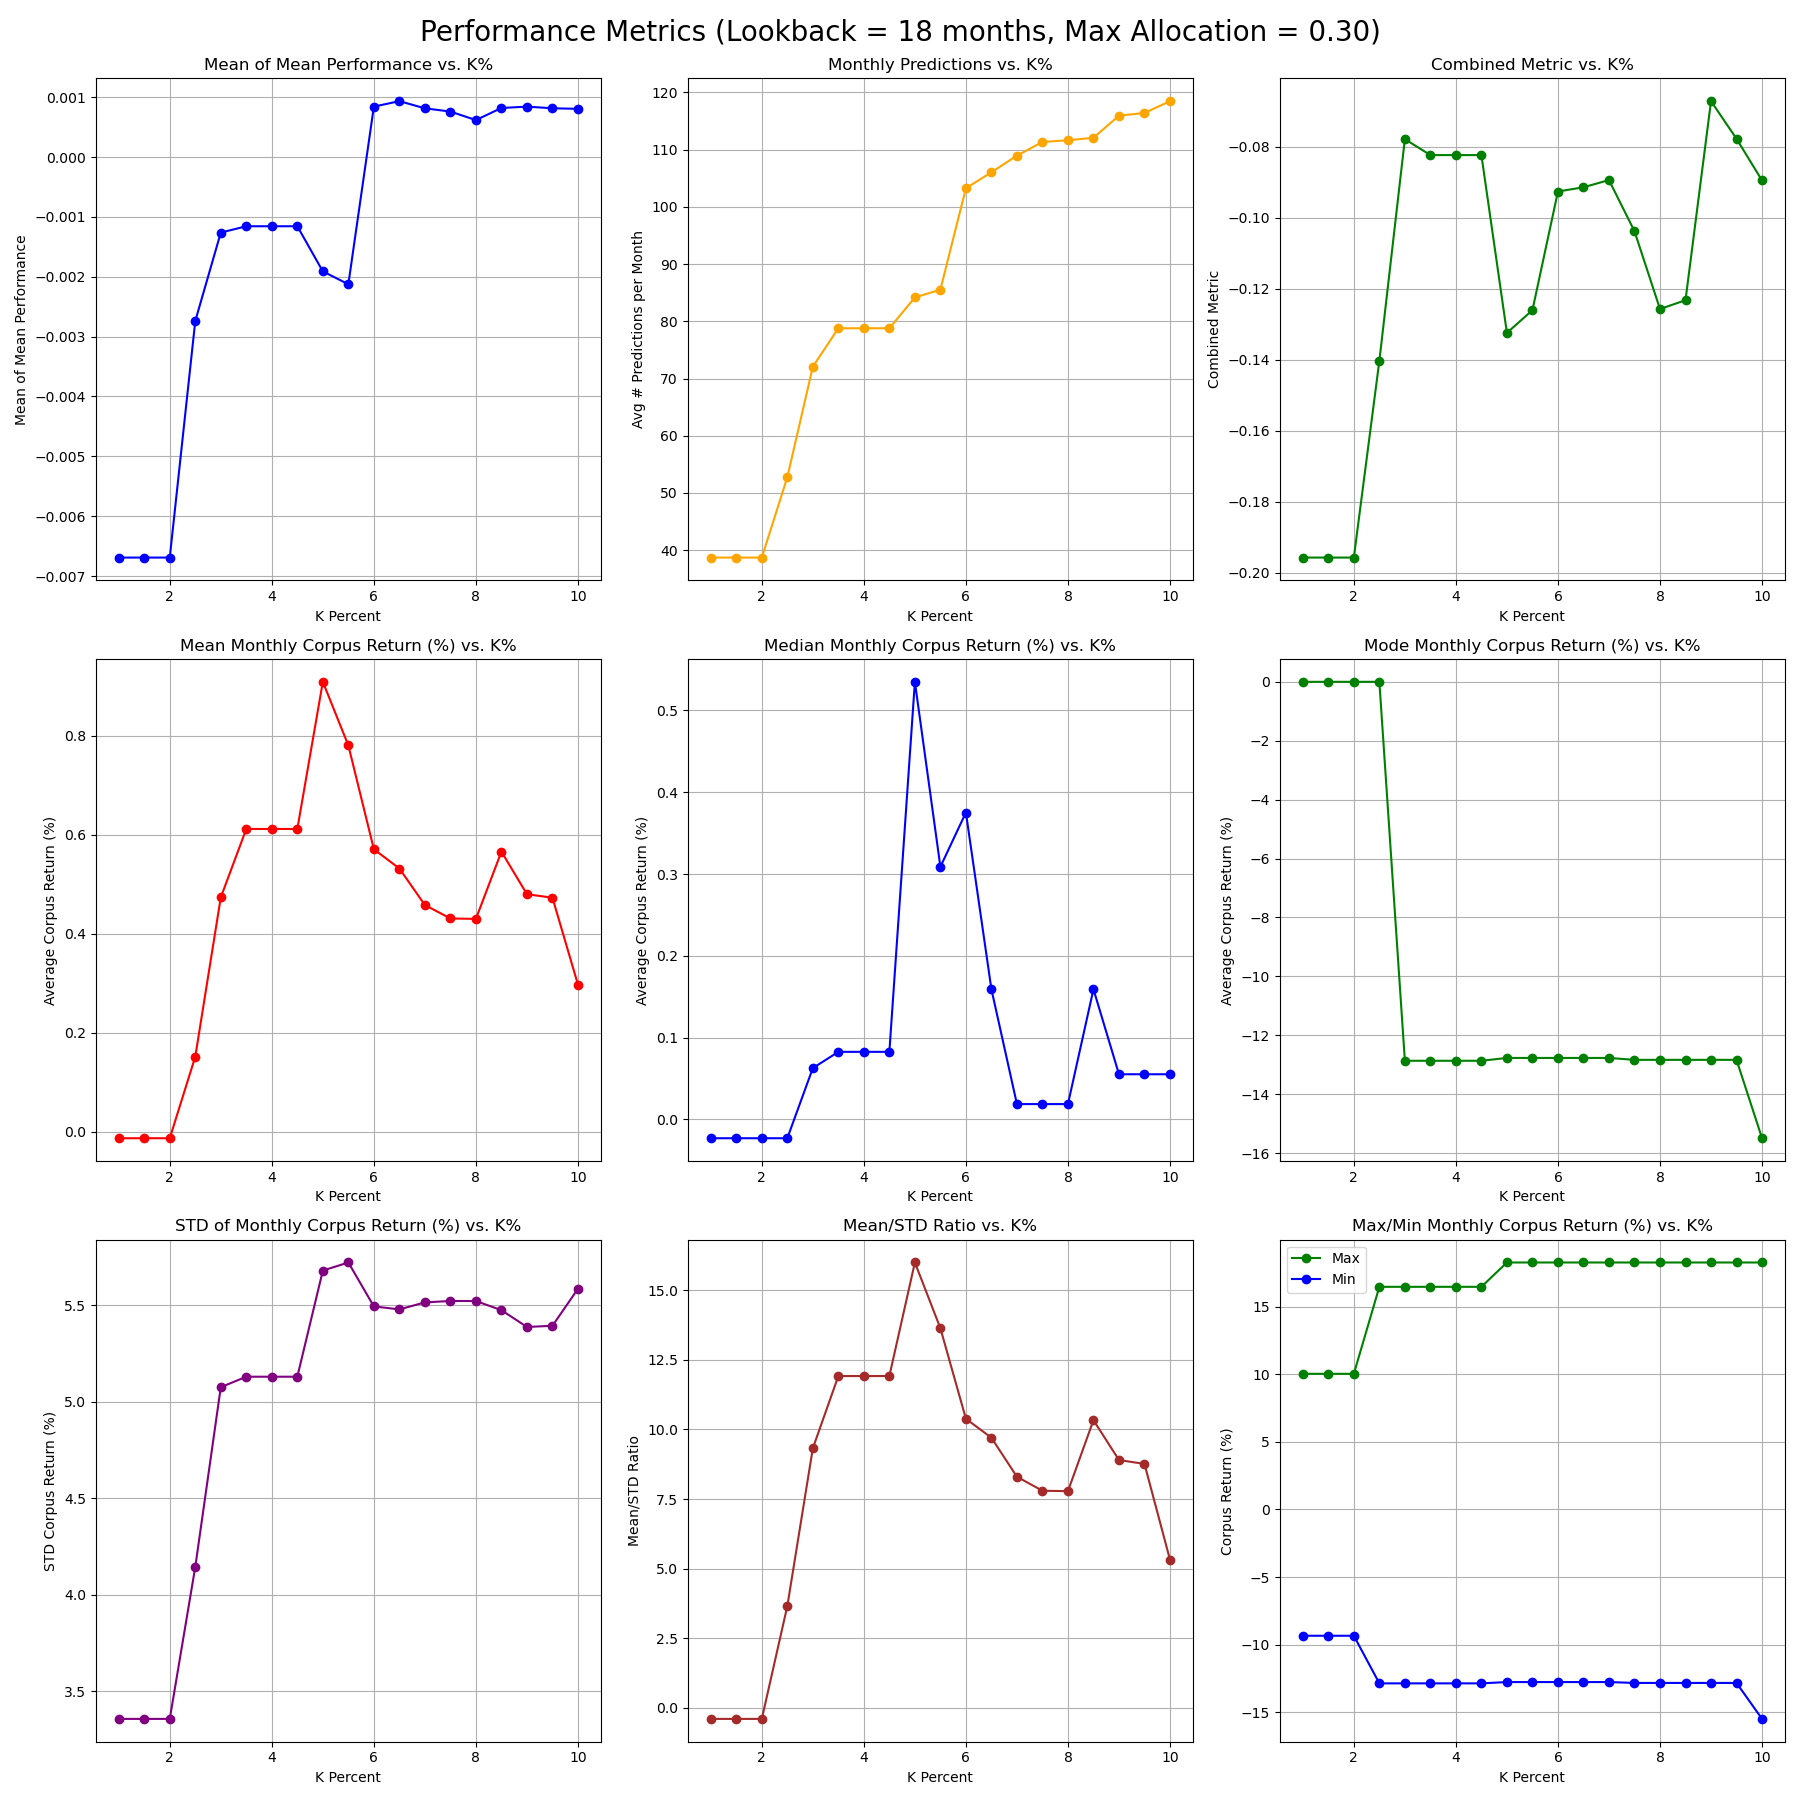 Performance Metrics (Lookback = 18 months, Max Allocation = 0.30)
Mean of Mean Performance vs. K%
Mean of Mean Performance
0.001
0.000
−0.001
−0.002
−0.003
−0.004
−0.005
−0.006
−0.007
2 4 6 8 10
K Percent
Monthly Predictions vs. K%
Avg # Predictions per Month
120
110
100
90
80
70
60
50
40
2 4 6 8 10
K Percent
Combined Metric vs. K%
Combined Metric
−0.08
−0.10
−0.12
−0.14
−0.16
−0.18
−0.20
2 4 6 8 10
K Percent
Mean Monthly Corpus Return (%) vs. K%
Average Corpus Return (%)
0.8
0.6
0.4
0.2
0.0
2 4 6 8 10
K Percent
Median Monthly Corpus Return (%) vs. K%
Average Corpus Return (%)
0.5
0.4
0.3
0.2
0.1
0.0
2 4 6 8 10
K Percent
Mode Monthly Corpus Return (%) vs. K%
Average Corpus Return (%)
0
−2
−4
−6
−8
−10
−12
−14
−16
2 4 6 8 10
K Percent
STD of Monthly Corpus Return (%) vs. K%
STD Corpus Return (%)
5.5
5.0
4.5
4.0
3.5
2 4 6 8 10
K Percent
Mean/STD Ratio vs. K%
Mean/STD Ratio
15.0
12.5
10.0
7.5
5.0
2.5
0.0
2 4 6 8 10
K Percent
Max/Min Monthly Corpus Return (%) vs. K%
Max
Min
Corpus Return (%)
15
10
5
0
−5
−10
−15
2 4 6 8 10
K Percent